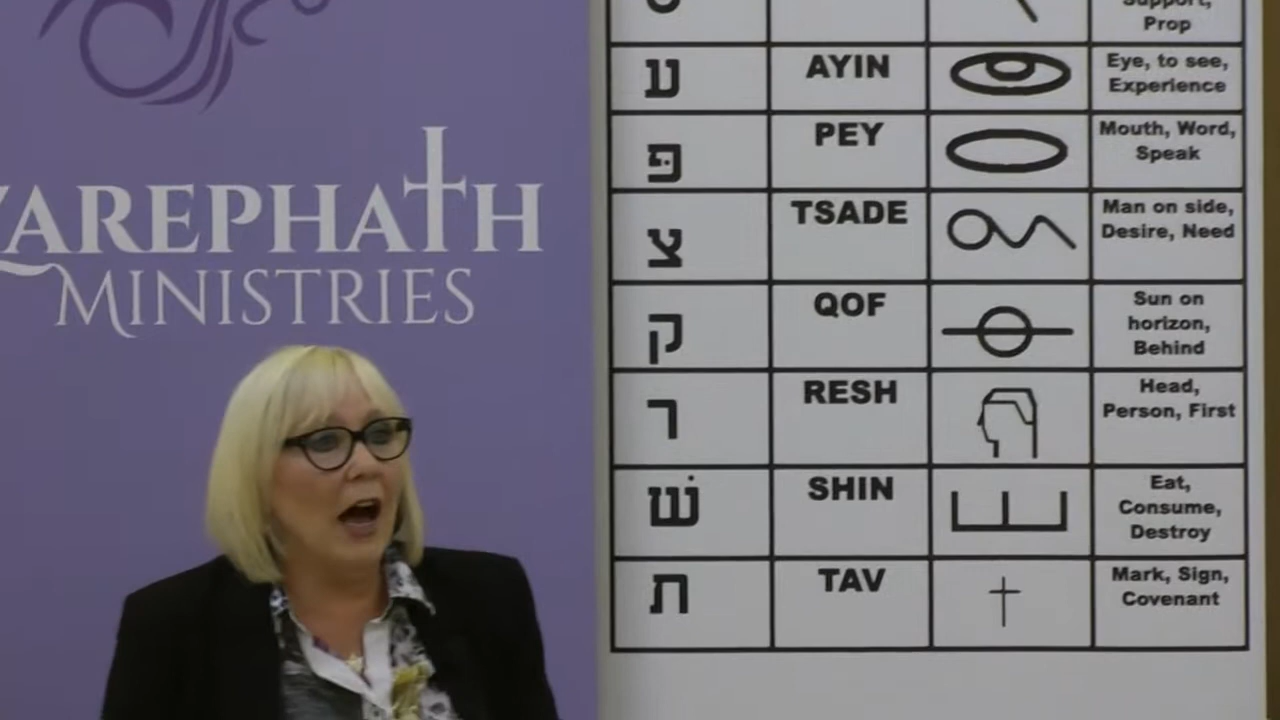 ZAREPHATH
MINISTRIES
ס
Support,
Prop
ע AYIN Eye, to see,
Experience
פּ PEY Mouth, Word,
Speak
צ TSADE Man on side,
Desire, Need
ק QOF Sun on
horizon,
Behind
ר RESH Head,
Person, First
שׁ SHIN Eat,
Consume,
Destroy
ת TAV Mark, Sign,
Covenant